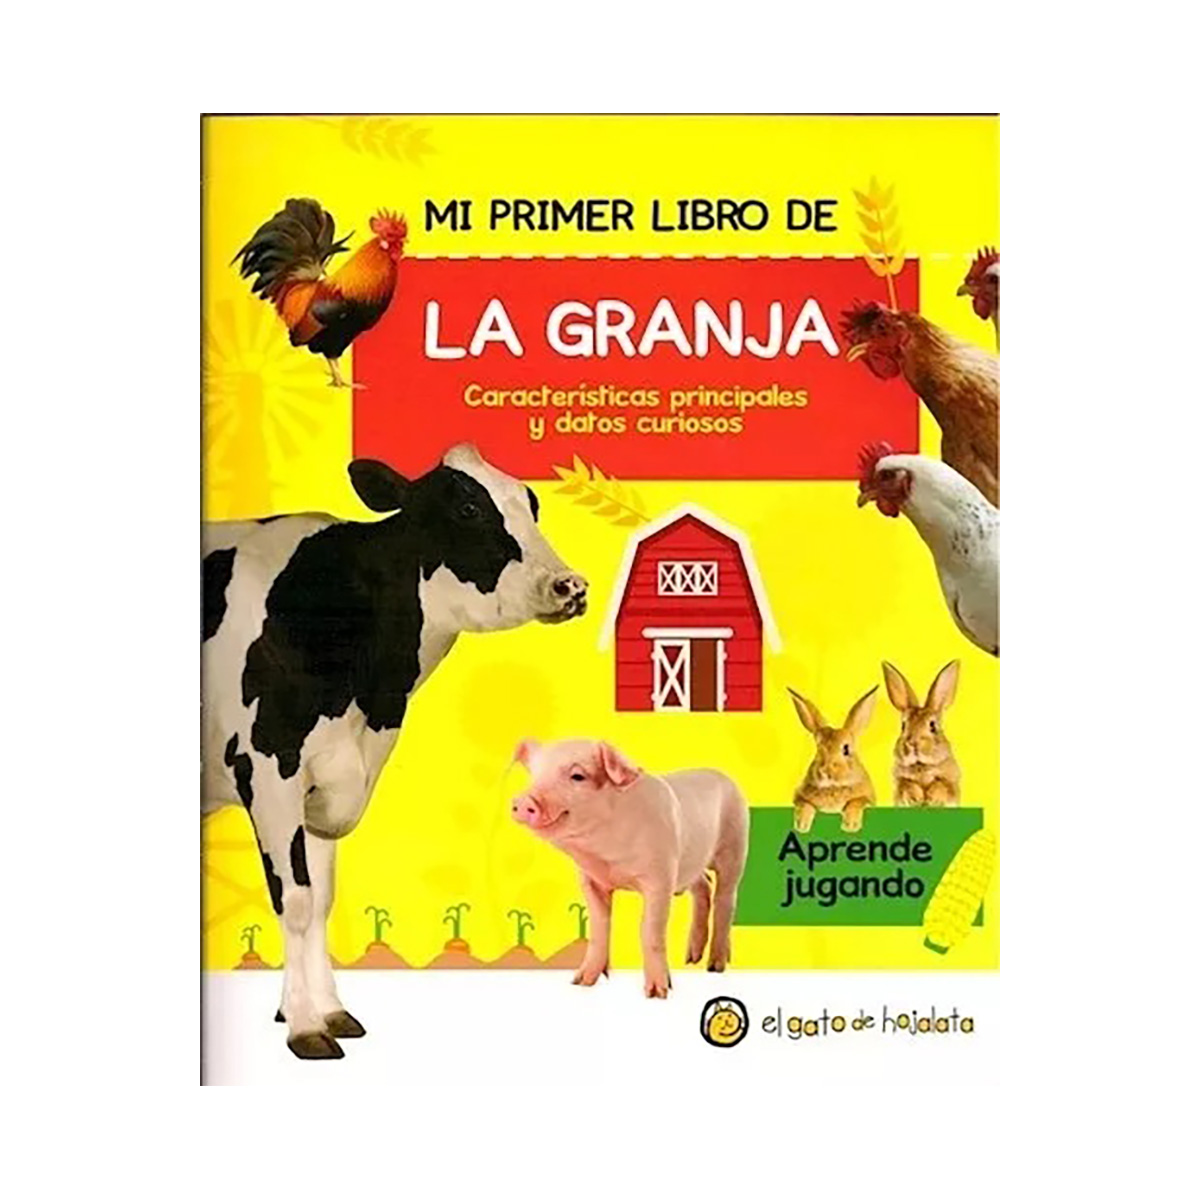 MI PRIMER LIBRO DE
LA GRANJA
Características principales
y datos curiosos
Aprende
jugando
el gato de hojalata